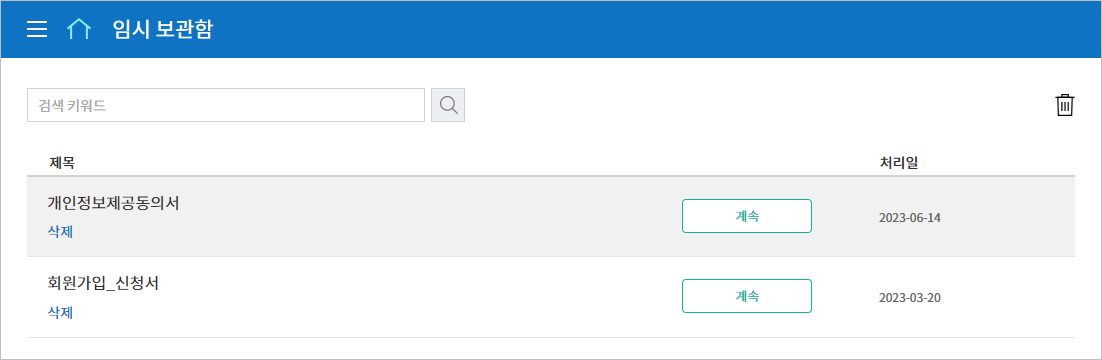 임시 보관함
검색 키워드
제목 처리일
개인정보제공동의서
삭제
계속
2023-06-14
회원가입_신청서
삭제
계속
2023-03-20